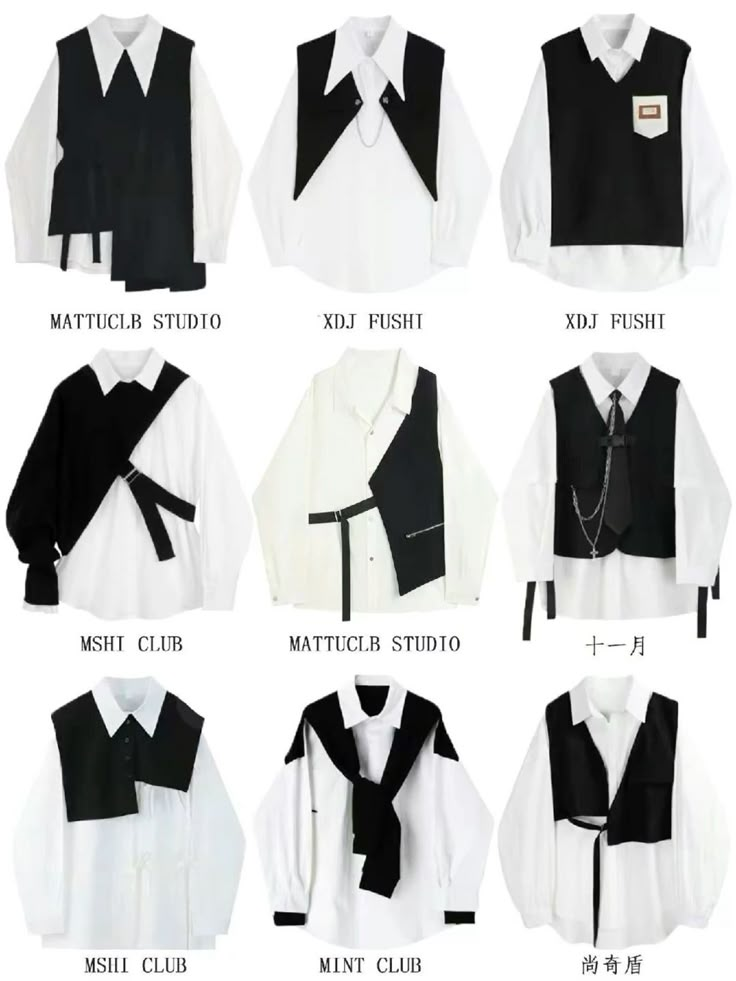 MATTUCLB STUDIO
XDJ FUSHI
XDJ FUSHI
MSHI CLUB
MATTUCLB STUDIO
十一月
MSHI CLUB
MINT CLUB
尚奇盾